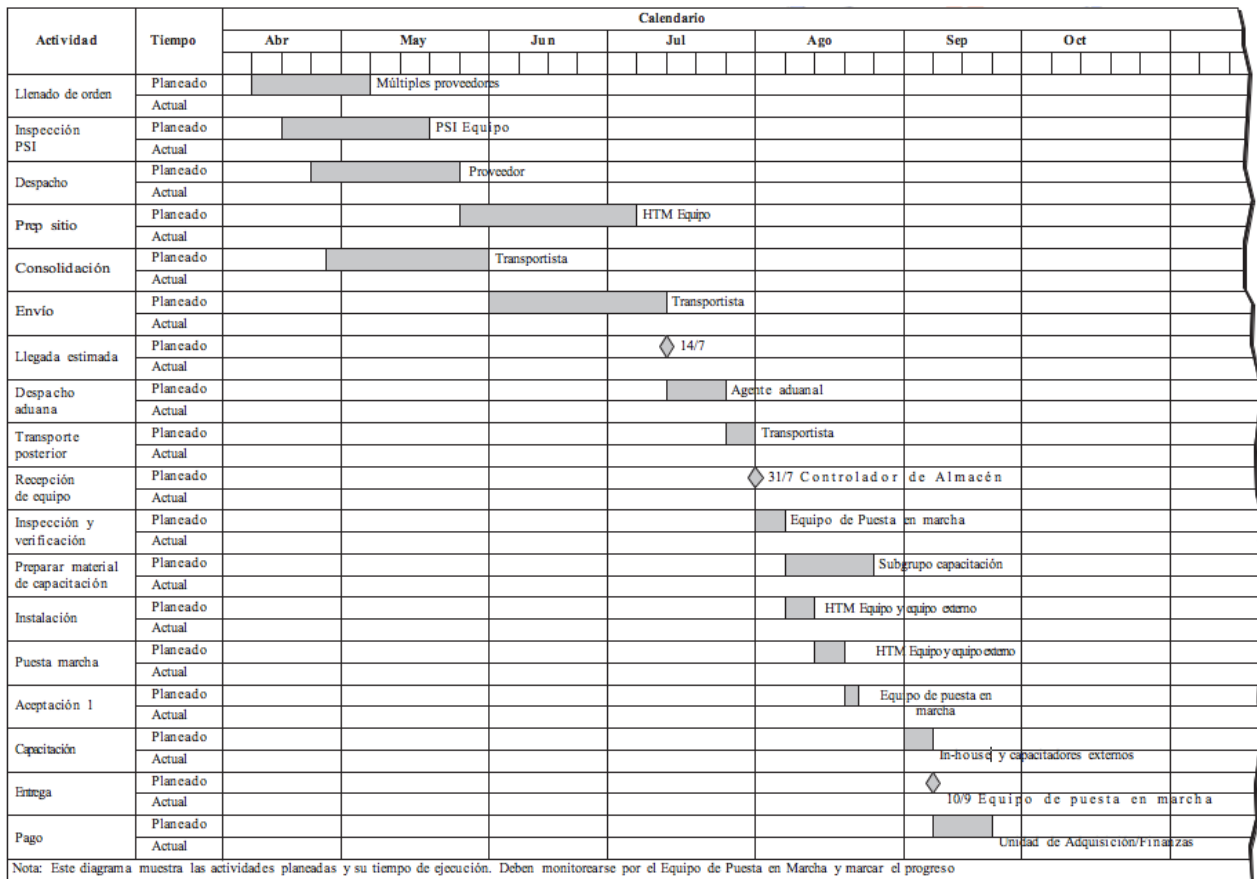 Calendario
Actividad Tiempo Abr May Jun Jul Ago Sep Oct
Llenado de orden
Planeado Múltiples proveedores
Actual
Inspección
PSI
Planeado PSI Equipo
Actual
Despacho
Planeado Proveedor
Actual
Prep sitio
Planeado HTM Equipo
Actual
Consolidación
Planeado Transportista
Actual
Envío
Planeado Transportista
Actual
Llegada estimada
Planeado 14/7
Actual
Despacho
aduana
Planeado Agente aduanal
Actual
Transporte
posterior
Planeado Transportista
Actual
Recepción
de equipo
Planeado 31/7 Controlador de Almacén
Actual
Inspección y
verificación
Planeado Equipo de Puesta en marcha
Actual
Preparar material
de capacitación
Planeado Subgrupo capacitación
Actual
Instalación
Planeado HTM Equipo y equipo externo
Actual
Puesta marcha
Planeado HTM Equipo y equipo externo
Actual
Aceptación 1
Planeado Equipo de puesta en
marcha
Actual
Capacitación
Planeado
Actual In-house y capacitadores externos
Entrega
Planeado
Actual 10/9 Equipo de puesta en marcha
Pago
Planeado
Actual Unidad de Adquisición/Finanzas
Nota: Este diagrama muestra las actividades planeadas y su tiempo de ejecución. Deben monitorearse por el Equipo de Puesta en Marcha y marcar el progreso